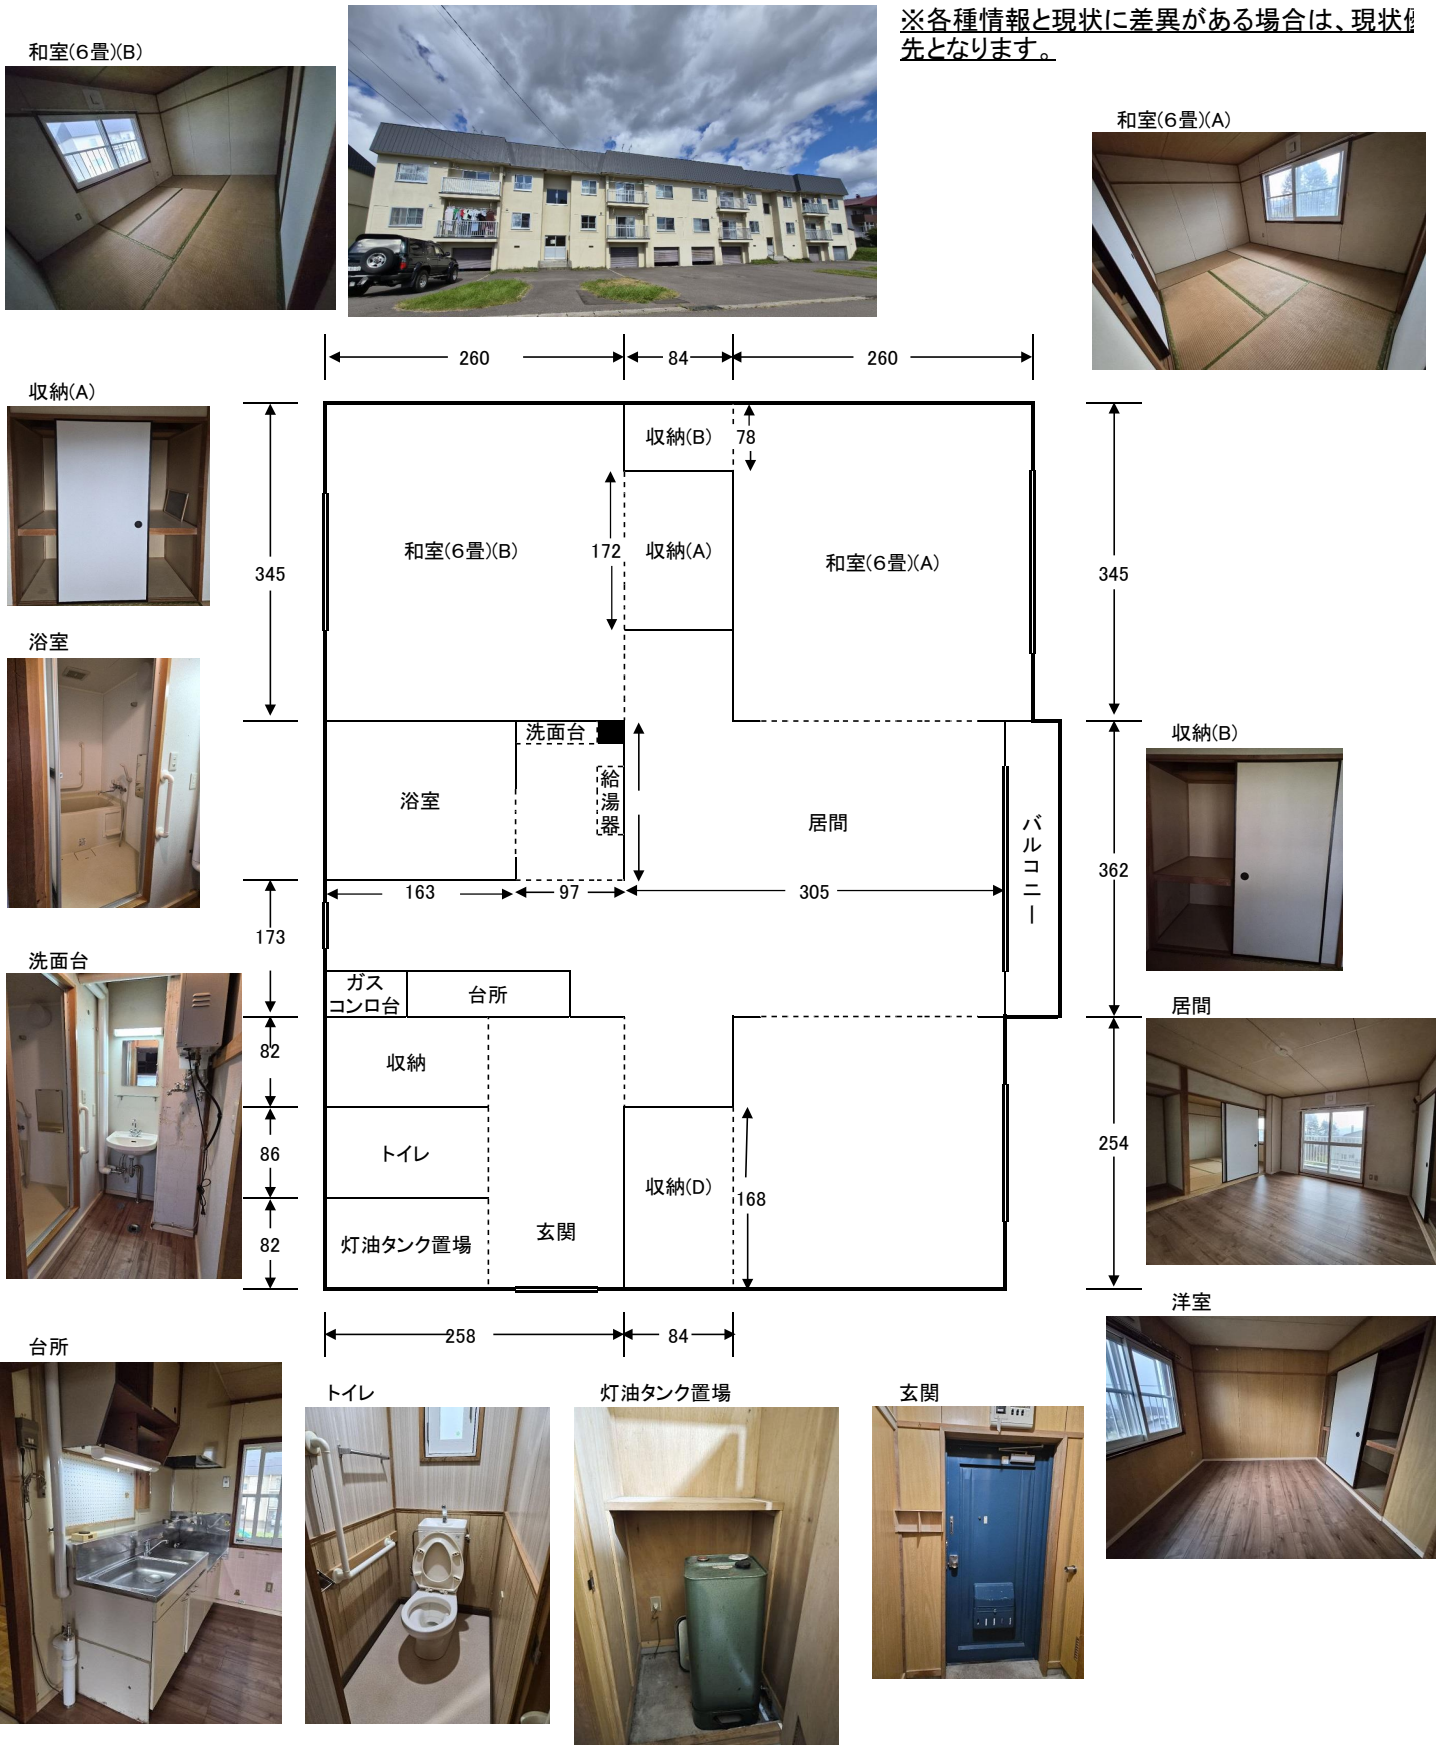 ※各種情報と現状に差異がある場合は、現状優
先となります。
和室(6畳)(B)
和室(6畳)(A)
260
84
260
収納(A)
収納(B)
78
345
和室(6畳)(B)
172
収納(A)
和室(6畳)(A)
345
浴室
洗面台
給湯器
浴室
居間
バルコニー
収納(B)
362
163
97
305
173
洗面台
ガス
コンロ台
台所
居間
82
収納
86
トイレ
254
収納(D)
168
82
灯油タンク置場
玄関
洋室
258
84
台所
トイレ
灯油タンク置場
玄関